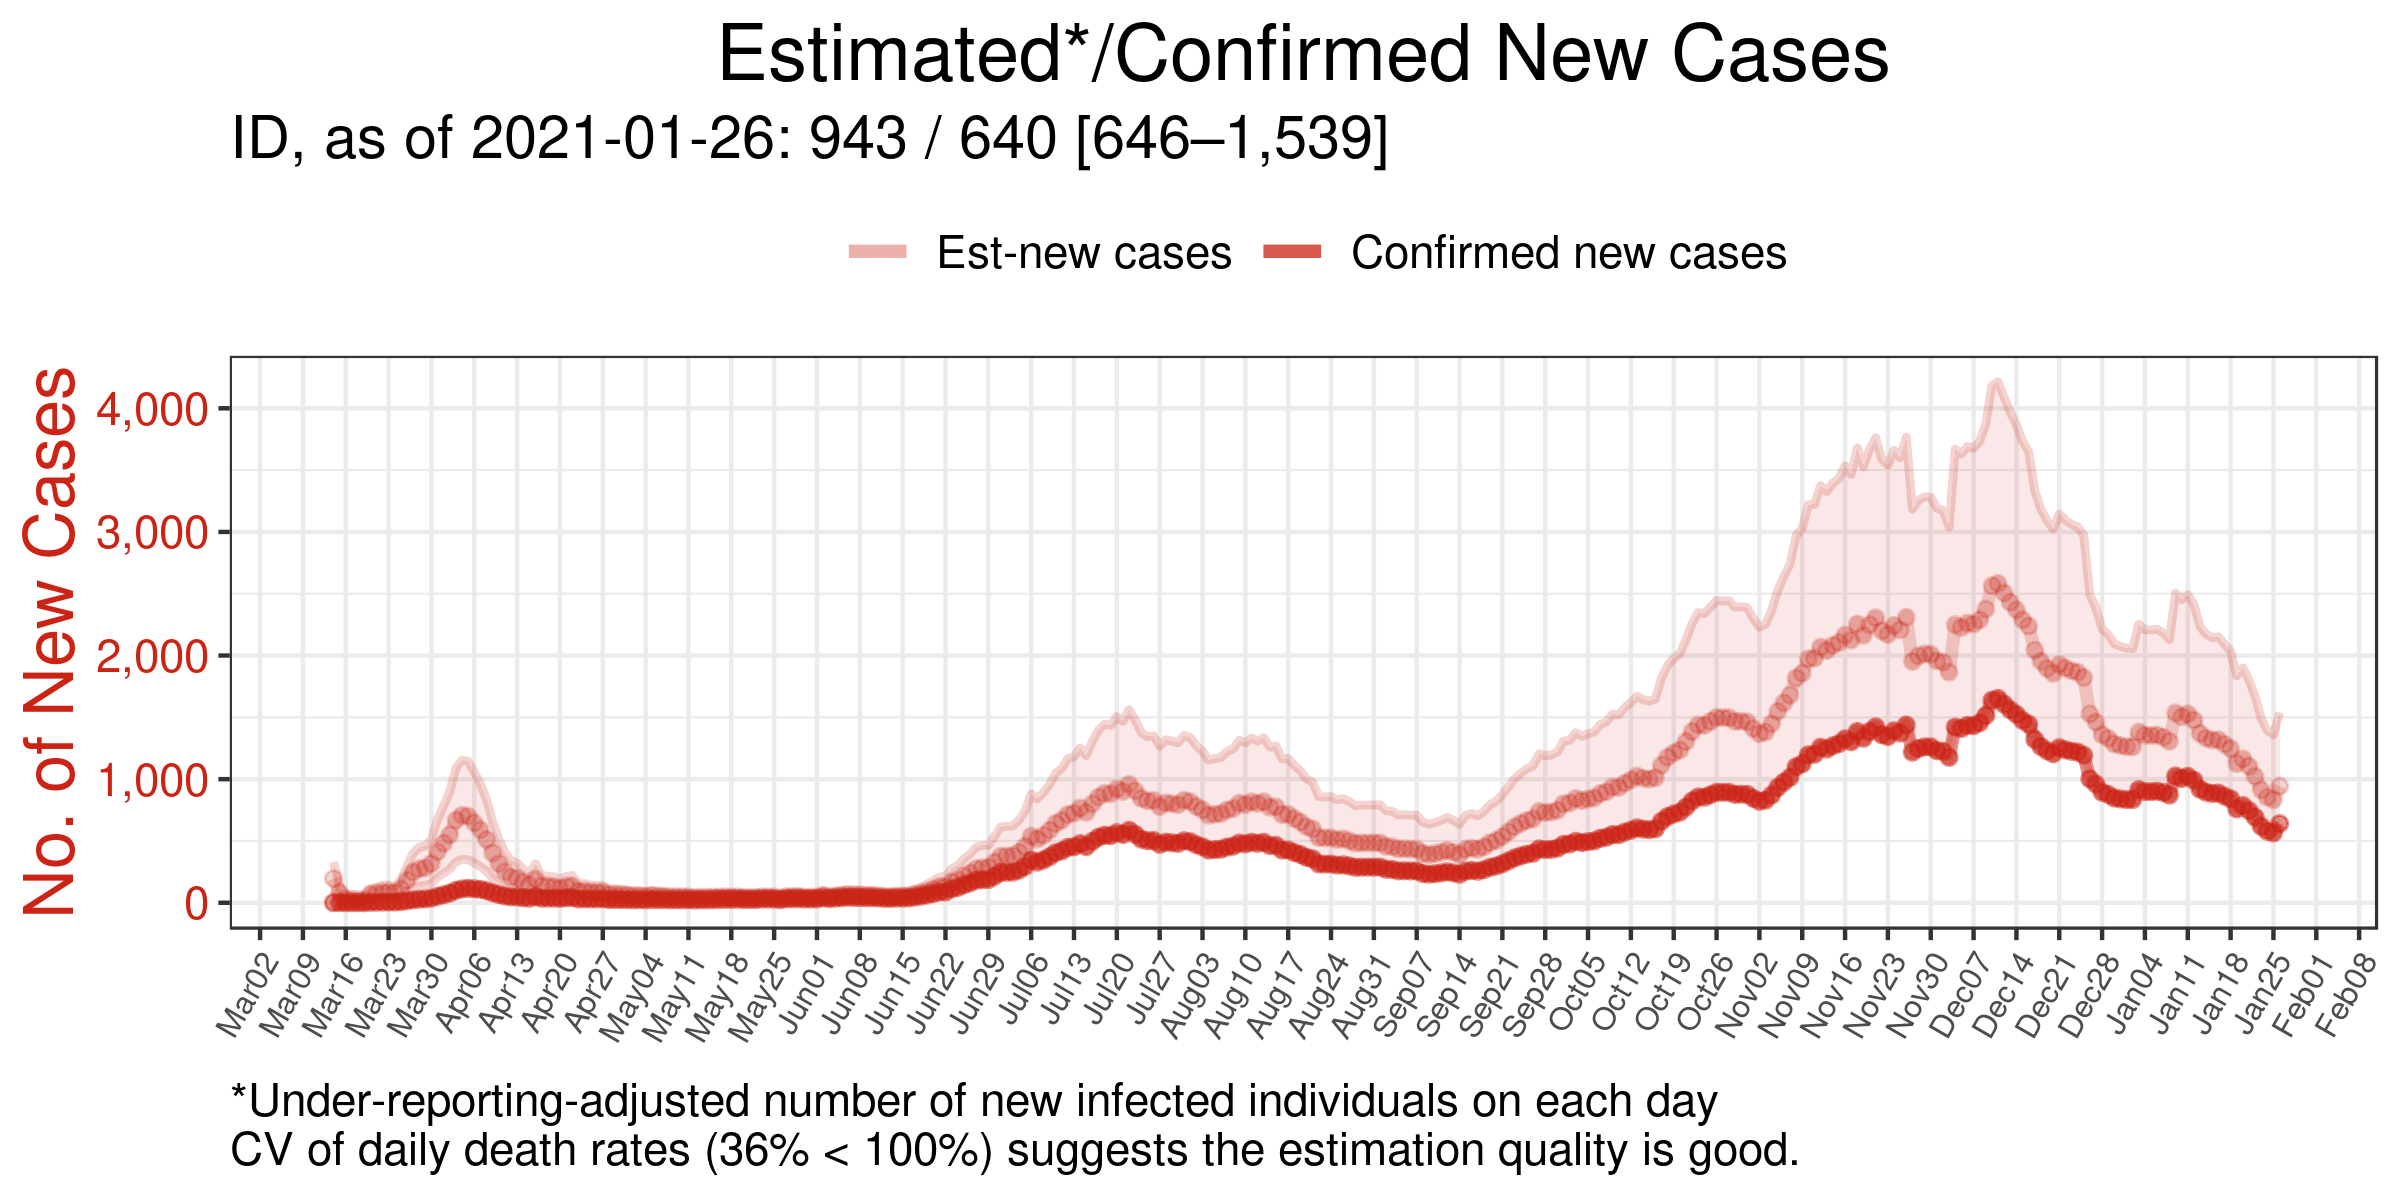 Estimated*/Confirmed New Cases
ID, as of 2021-01-26: 943 / 640 [646–1,539]
Est-new cases
Confirmed new cases
No. of New Cases
4,000
3,000
2,000
1,000
0
Mar02
Mar09
Mar16
Mar23
Mar30
Apr06
Apr13
Apr20
Apr27
May04
May11
May18
May25
Jun01
Jun08
Jun15
Jun22
Jun29
Jul06
Jul13
Jul20
Jul27
Aug03
Aug10
Aug17
Aug24
Aug31
Sep07
Sep14
Sep21
Sep28
Oct05
Oct12
Oct19
Oct26
Nov02
Nov09
Nov16
Nov23
Nov30
Dec07
Dec14
Dec21
Dec28
Jan04
Jan11
Jan18
Jan25
Feb01
Feb08
*Under-reporting-adjusted number of new infected individuals on each day
CV of daily death rates (36% < 100%) suggests the estimation quality is good.